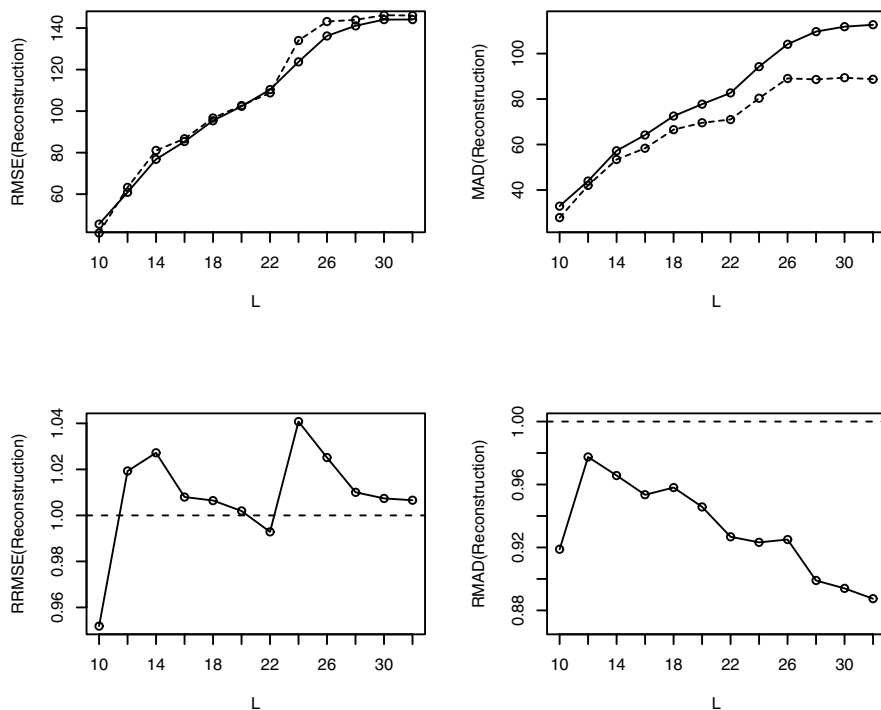 RMSE(Reconstruction)
60 80 100 120 140
10 14 18 22 26 30
L
MAD(Reconstruction)
40 60 80 100
10 14 18 22 26 30
L
RRMSE(Reconstruction)
0.96 0.98 1.00 1.02 1.04
10 14 18 22 26 30
L
RMAD(Reconstruction)
0.88 0.92 0.96 1.00
10 14 18 22 26 30
L